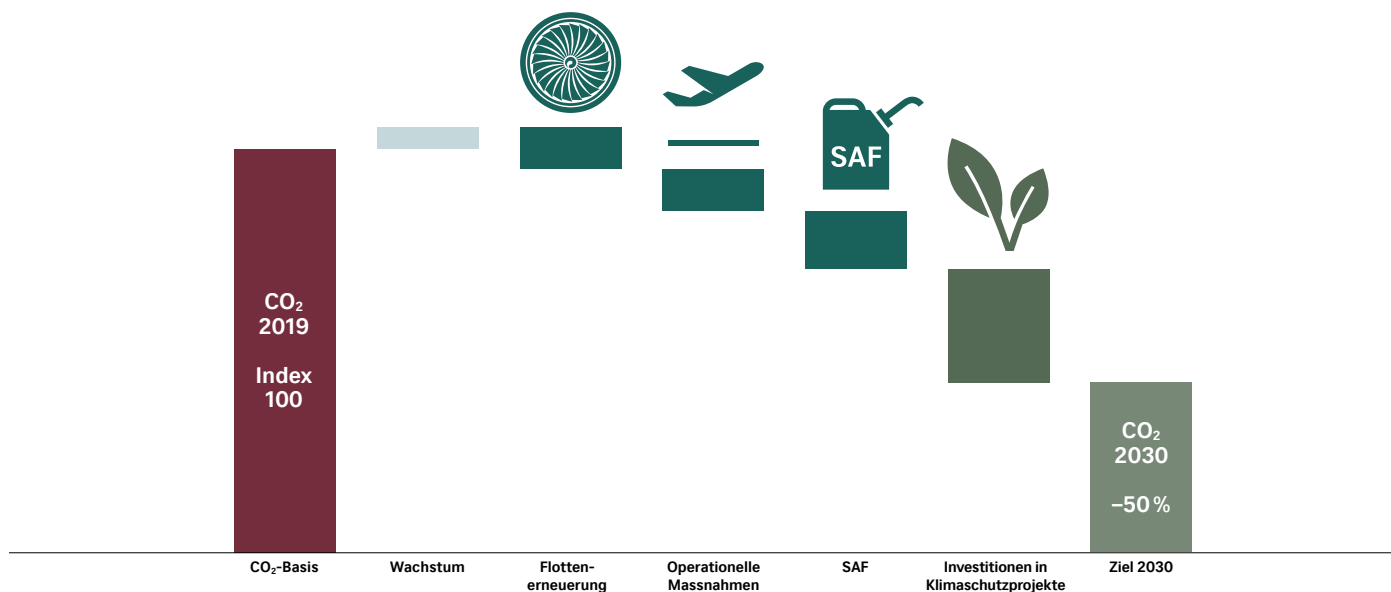 SAF
CO₂
2019
Index
100
CO₂
2030
–50 %
CO₂-Basis
Wachstum
Flotten-
erneuerung
Operationelle
Massnahmen
SAF
Investitionen in
Klimaschutzprojekte
Ziel 2030